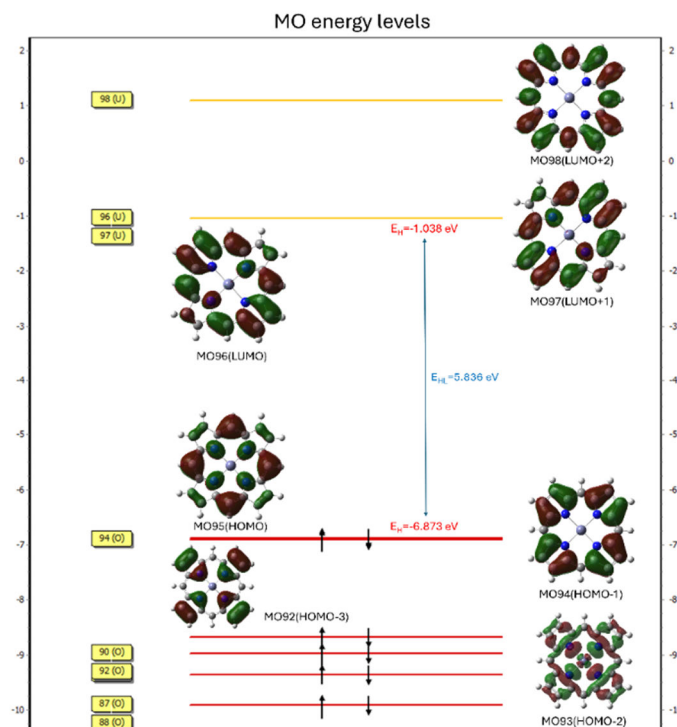 MO energy levels
2
2
98 (U)
1
1
MO98(LUMO+2)
0
0
96 (U)
-1
-1
97 (U)
E_H=-1.038 eV
-2
-2
MO97(LUMO+1)
-3
-3
MO96(LUMO)
-4
-4
E_HL=5.836 eV
-5
-5
-6
-6
MO95(HOMO)
E_H=-6.873 eV
94 (O)
-7
-7
MO94(HOMO-1)
-8
-8
MO92(HOMO-3)
90 (O)
-9
-9
92 (O)
87 (O)
-10
-1
88 (O)
MO93(HOMO-2)